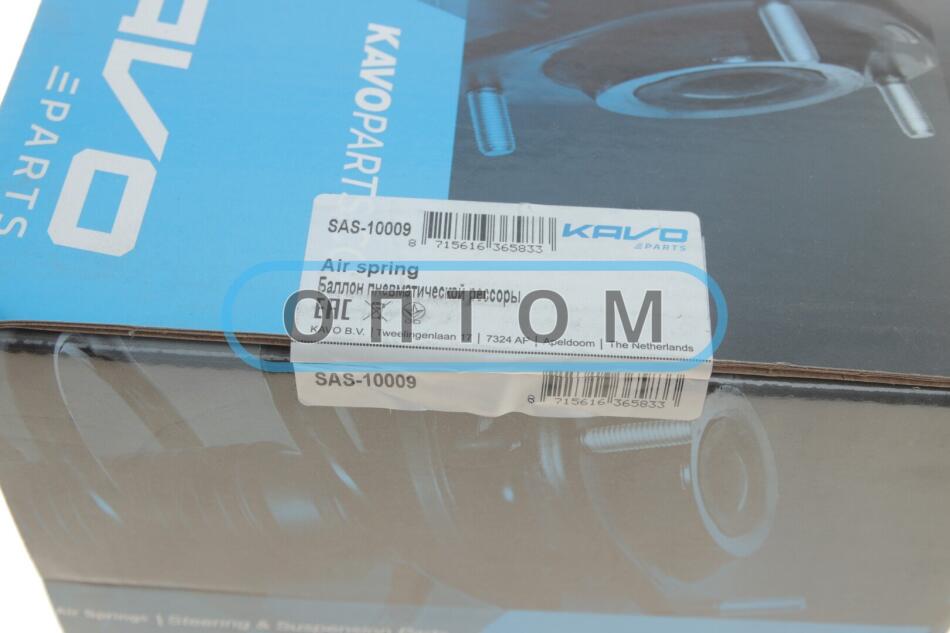 KAVO
PARTS
KAVOPARTS
SAS-10009
8 715616 365833
KAVO
PARTS
Air spring
Баллон пневматической рессоры
ОПТОМ
EAC
KAVO B.V. | Tweelingenlaan 17 | 7324 AP | Apeldoorn | The Netherlands
SAS-10009
8 715616 365833
Air Springs | Steering & Suspension